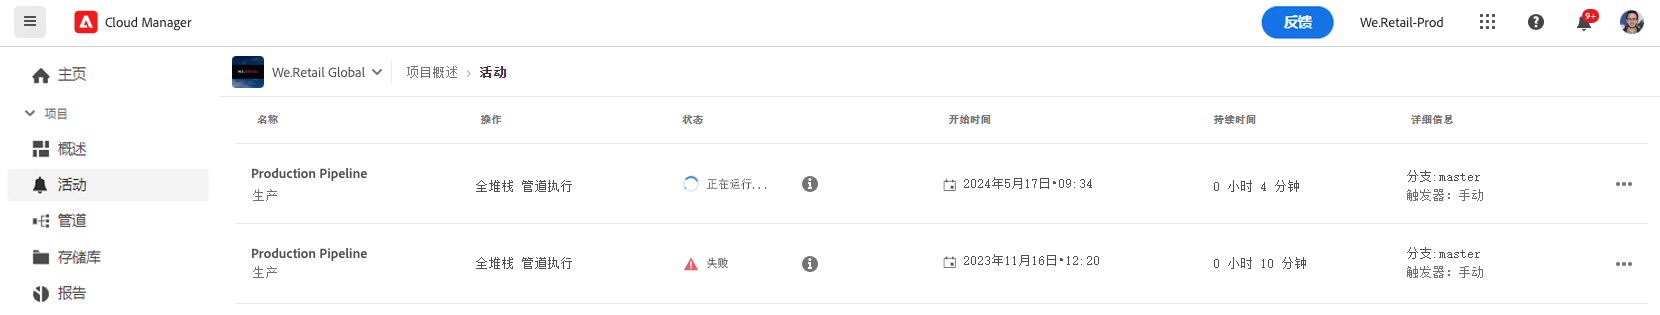 Cloud Manager
反馈
We.Retail-Prod
9+
主页
项目
概述
活动
管道
存储库
报告
WE.RETAIL
We.Retail Global
项目概述 › 活动
名称 操作 状态 开始时间 持续时间 详细信息
Production Pipeline
生产
全堆栈 管道执行
正在运行...
2024年5月17日•09:34
0 小时 4 分钟
分支:master
触发器: 手动
Production Pipeline
生产
全堆栈 管道执行
失败
2023年11月16日•12:20
0 小时 10 分钟
分支:master
触发器: 手动